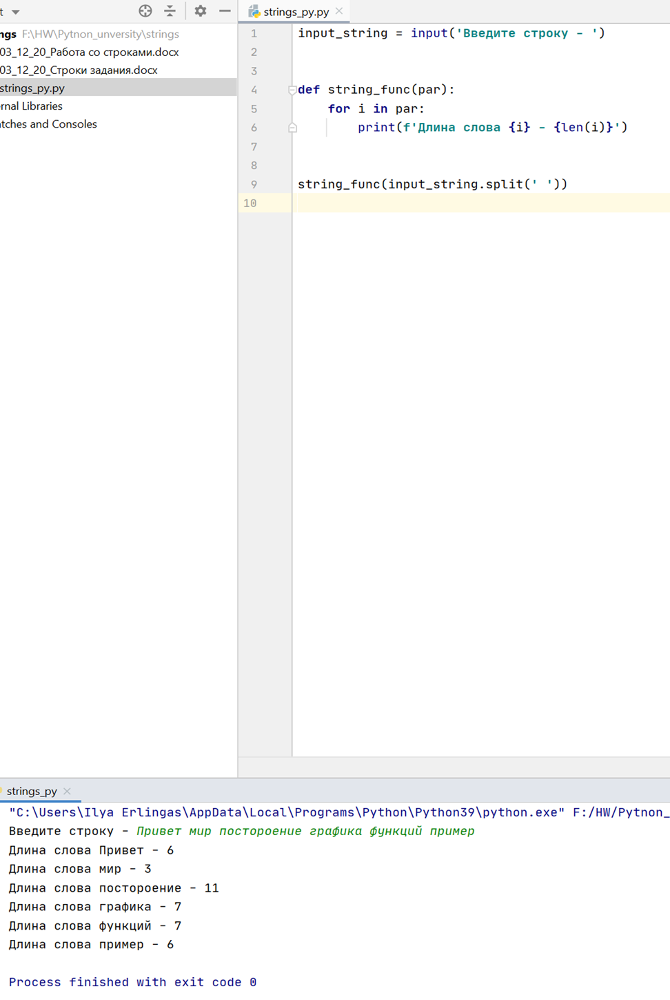 t
strings_py.py
ngs F:\HW\Pytnon_unversity\strings
03_12_20_Работа со строками.docx
03_12_20_Строки задания.docx
strings_py.py
rnal Libraries
atches and Consoles
1 input_string = input('Введите строку - ')
2
3
4 def string_func(par):
5 for i in par:
6 print(f'Длина слова {i} - {len(i)}')
7
8
9 string_func(input_string.split(' '))
10
strings_py
"C:\Users\Ilya Erlingas\AppData\Local\Programs\Python\Python39\python.exe" F:/HW/Pytnon_
Введите строку - Привет мир постороение графика функций пример
Длина слова Привет - 6
Длина слова мир - 3
Длина слова постороение - 11
Длина слова графика - 7
Длина слова функций - 7
Длина слова пример - 6
Process finished with exit code 0